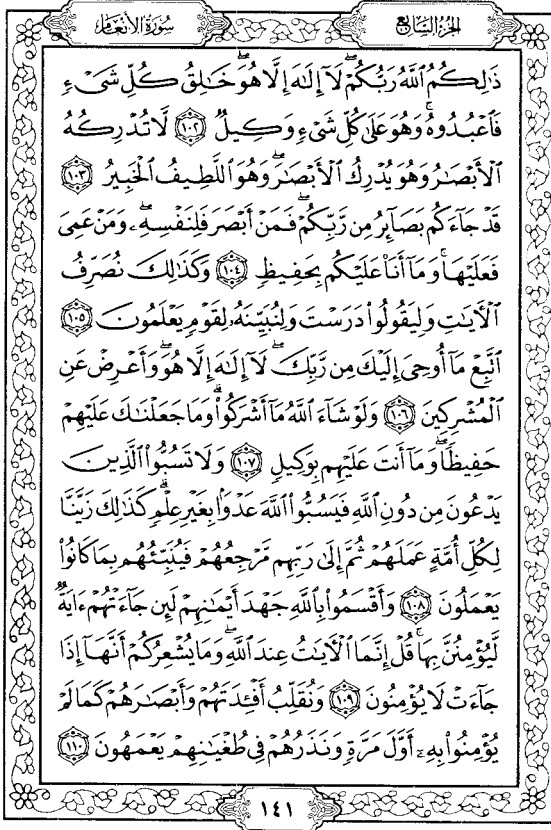 سُورَةُ الأَنْعَامِ
الجُزْءُ السَّابِعُ
ذَٰلِكُمُ ٱللَّهُ رَبُّكُمْ ۖ لَآ إِلَٰهَ إِلَّا هُوَ ۖ خَٰلِقُ كُلِّ شَىْءٍ
فَٱعْبُدُوهُ ۚ وَهُوَ عَلَىٰ كُلِّ شَىْءٍ وَكِيلٌ ١٠٢ لَّا تُدْرِكُهُ
ٱلْأَبْصَٰرُ وَهُوَ يُدْرِكُ ٱلْأَبْصَٰرَ ۖ وَهُوَ ٱللَّطِيفُ ٱلْخَبِيرُ ١٠٣
قَدْ جَآءَكُم بَصَآئِرُ مِن رَّبِّكُمْ ۖ فَمَنْ أَبْصَرَ فَلِنَفْسِهِۦ ۖ وَمَنْ عَمِىَ
فَعَلَيْهَا ۚ وَمَآ أَنَا۠ عَلَيْكُم بِحَفِيظٍ ١٠٤ وَكَذَٰلِكَ نُصَرِّفُ
ٱلْأَيَٰتِ وَلِيَقُولُوا۟ دَرَسْتَ وَلِنُبَيِّنَهُۥ لِقَوْمٍ يَعْلَمُونَ ١٠٥
ٱتَّبِعْ مَآ أُوحِىَ إِلَيْكَ مِن رَّبِّكَ ۖ لَآ إِلَٰهَ إِلَّا هُوَ ۖ وَأَعْرِضْ عَنِ
ٱلْمُشْرِكِينَ ١٠٦ وَلَوْ شَآءَ ٱللَّهُ مَآ أَشْرَكُوا۟ ۗ وَمَا جَعَلْنَٰكَ عَلَيْهِمْ
حَفِيظًا ۖ وَمَآ أَنتَ عَلَيْهِم بِوَكِيلٍ ١٠٧ وَلَا تَسُبُّوا۟ ٱلَّذِينَ
يَدْعُونَ مِن دُونِ ٱللَّهِ فَيَسُبُّوا۟ ٱللَّهَ عَدْوًۢا بِغَيْرِ عِلْمٍ ۗ كَذَٰلِكَ زَيَّنَّا
لِكُلِّ أُمَّةٍ عَمَلَهُمْ ثُمَّ إِلَىٰ رَبِّهِم مَّرْجِعُهُمْ فَيُنَبِّئُهُم بِمَا كَانُوا۟
يَعْمَلُونَ ١٠٨ وَأَقْسَمُوا۟ بِٱللَّهِ جَهْدَ أَيْمَٰنِهِمْ لَئِن جَآءَتْهُمْ ءَايَةٌ
لَّيُؤْمِنُنَّ بِهَا ۚ قُلْ إِنَّمَا ٱلْأَيَٰتُ عِندَ ٱللَّهِ ۖ وَمَا يُشْعِرُكُمْ أَنَّهَآ إِذَا
جَآءَتْ لَا يُؤْمِنُونَ ١٠٩ وَنُقَلِّبُ أَفْـِٔدَتَهُمْ وَأَبْصَٰرَهُمْ كَمَا لَمْ
يُؤْمِنُوا۟ بِهِۦٓ أَوَّلَ مَرَّةٍ وَنَذَرُهُمْ فِى طُغْيَٰنِهِمْ يَعْمَهُونَ ١١٠
١٤١